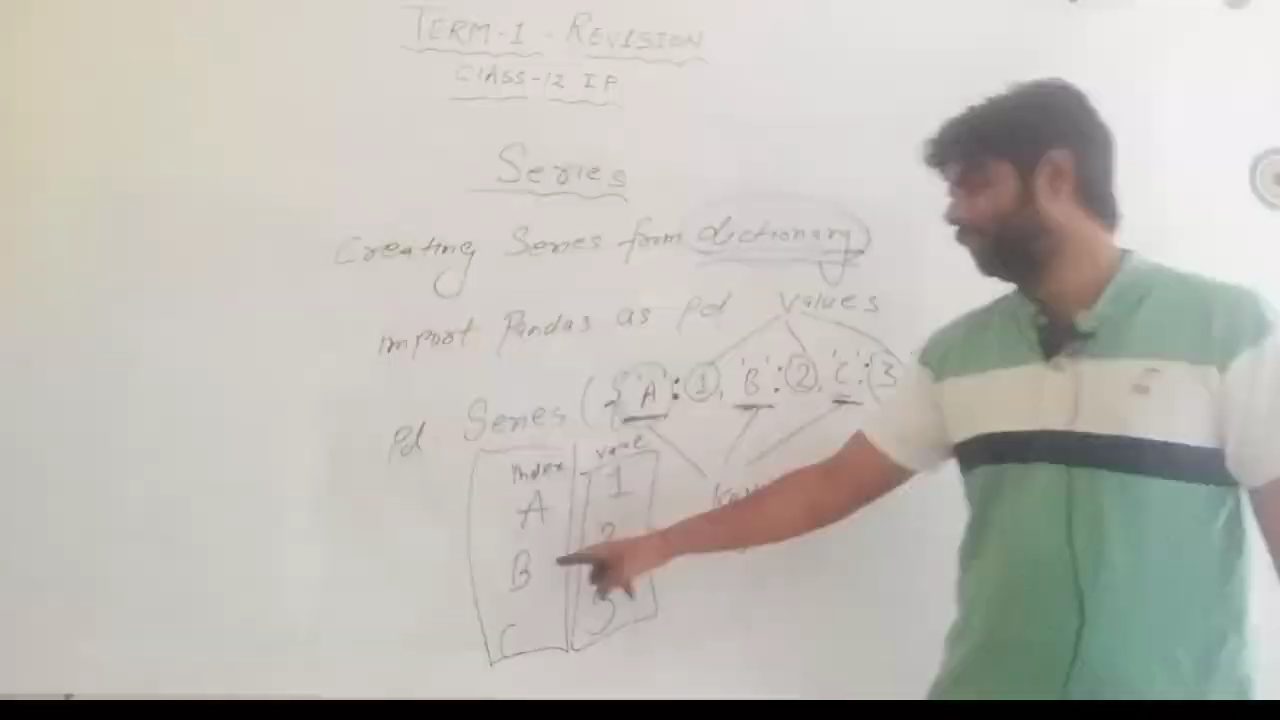 TERM-1 - REVISION
CLASS-12 IP
Series
Creating Series from dictionary)
import Pandas as pd
Values
pd Series ({'A':1, 'B':2, 'C':3
index value
A 1
B 2
C 3